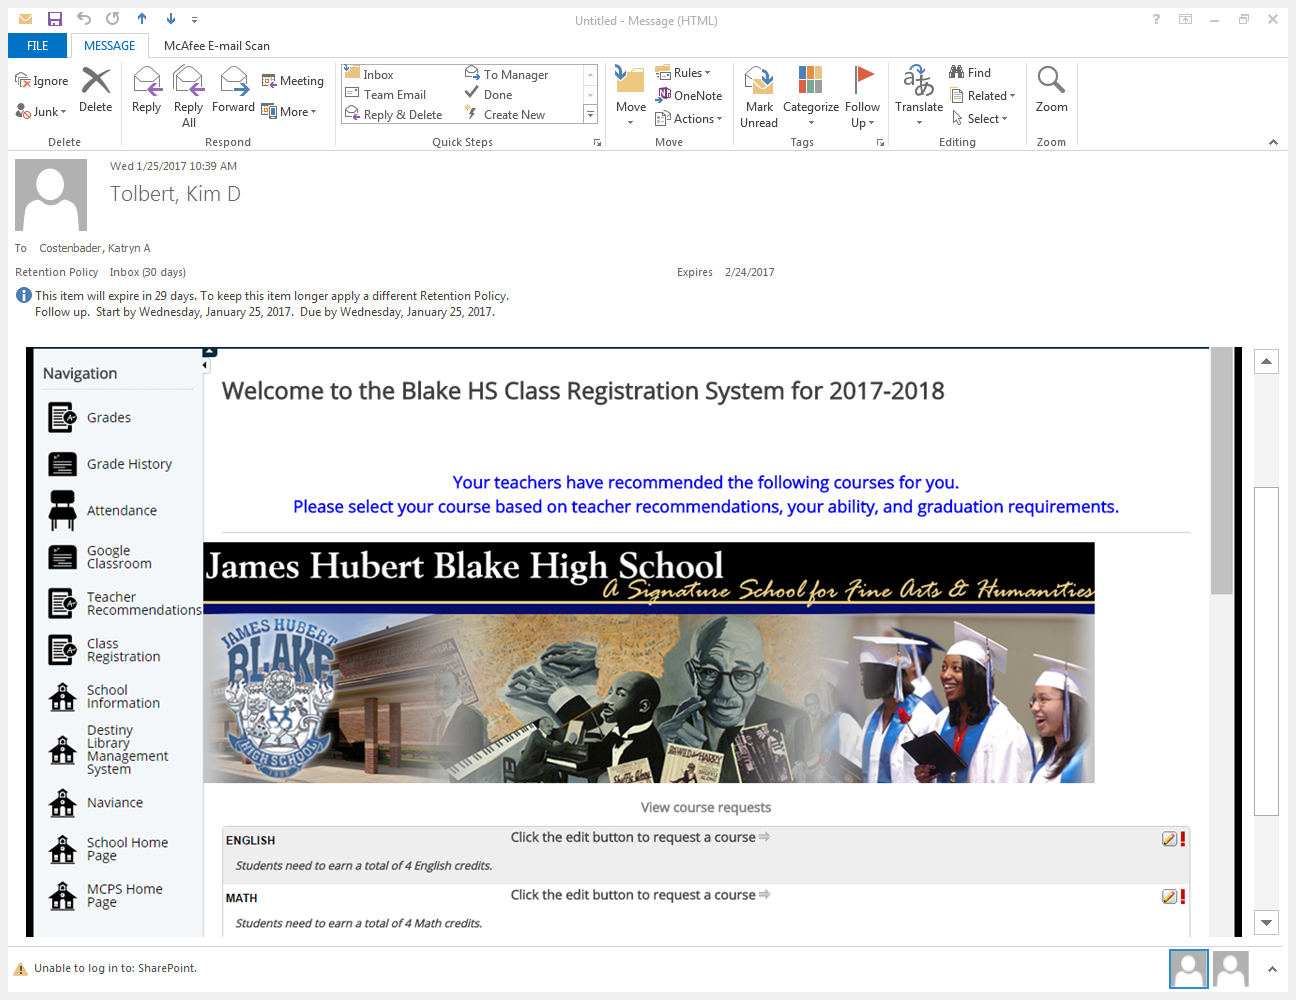 Untitled - Message (HTML)
?
FILE
MESSAGE
McAfee E-mail Scan
Ignore
Junk
Delete
Delete
Reply
Reply All
Forward
Meeting
More
Respond
Inbox
Team Email
Reply & Delete
To Manager
Done
Create New
Quick Steps
Move
Rules
OneNote
Actions
Move
Mark Unread
Categorize
Follow Up
Tags
Translate
Find
Related
Select
Editing
Zoom
Zoom
Wed 1/25/2017 10:39 AM
Tolbert, Kim D
To Costenbader, Katryn A
Retention Policy Inbox (30 days)
Expires 2/24/2017
This item will expire in 29 days. To keep this item longer apply a different Retention Policy.
Follow up. Start by Wednesday, January 25, 2017. Due by Wednesday, January 25, 2017.
Navigation
Grades
Grade History
Attendance
Google
Classroom
Teacher
Recommendations
Class
Registration
School
Information
Destiny
Library
Management
System
Naviance
School Home
Page
MCPS Home
Page
Welcome to the Blake HS Class Registration System for 2017-2018
Your teachers have recommended the following courses for you.
Please select your course based on teacher recommendations, your ability, and graduation requirements.
James Hubert Blake High School
A Signature School for Fine Arts & Humanities
JAMES HUBERT
BLAKE
HIGH SCHOOL
View course requests
ENGLISH
Click the edit button to request a course
Students need to earn a total of 4 English credits.
MATH
Click the edit button to request a course
Students need to earn a total of 4 Math credits.
Unable to log in to: SharePoint.